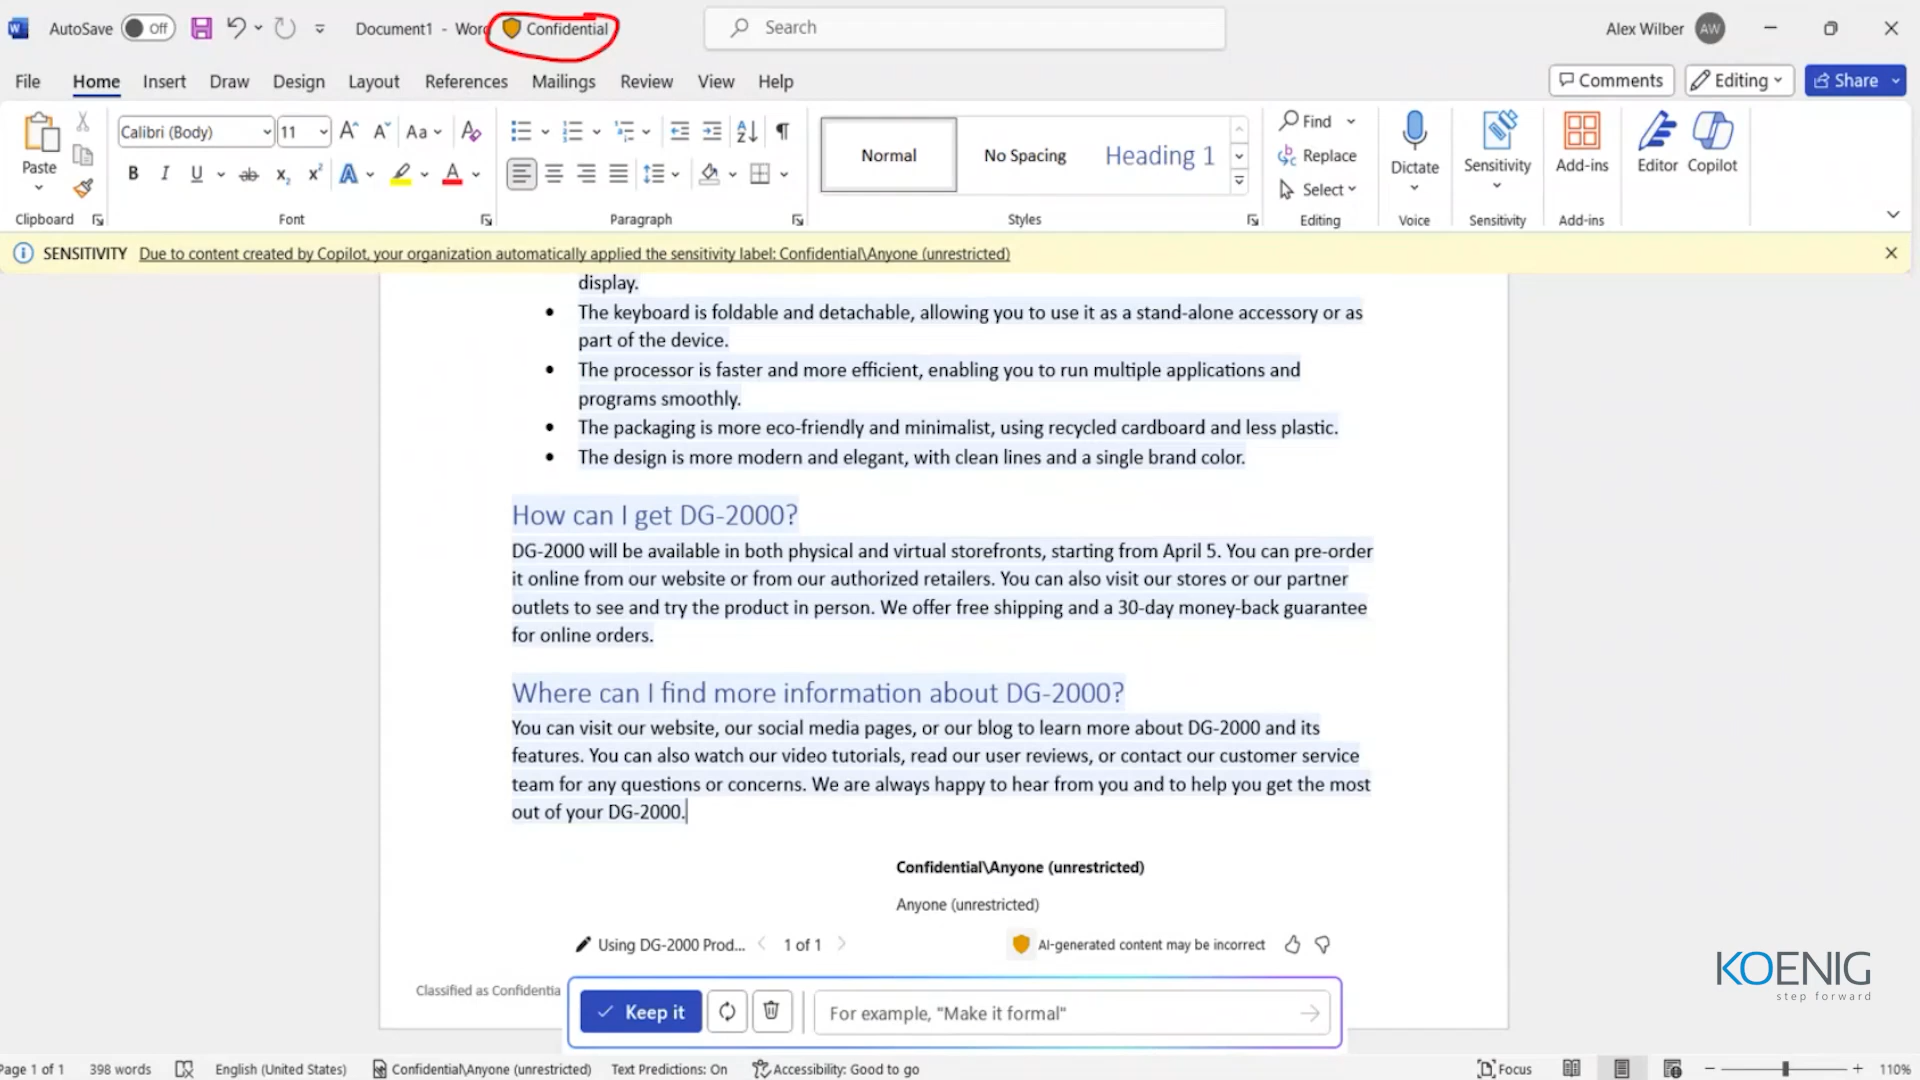 AutoSave Off Document1 - Word Confidential Search Alex Wilber AW
File Home Insert Draw Design Layout References Mailings Review View Help Comments Editing Share
Paste Calibri (Body) 11 Aa Normal No Spacing Heading 1 Find Replace Select Dictate Sensitivity Add-ins Editor Copilot
Clipboard Font Paragraph Styles Editing Voice Sensitivity Add-ins
SENSITIVITY Due to content created by Copilot, your organization automatically applied the sensitivity label: Confidential\Anyone (unrestricted)
display.
• The keyboard is foldable and detachable, allowing you to use it as a stand-alone accessory or as
part of the device.
• The processor is faster and more efficient, enabling you to run multiple applications and
programs smoothly.
• The packaging is more eco-friendly and minimalist, using recycled cardboard and less plastic.
• The design is more modern and elegant, with clean lines and a single brand color.
How can I get DG-2000?
DG-2000 will be available in both physical and virtual storefronts, starting from April 5. You can pre-order
it online from our website or from our authorized retailers. You can also visit our stores or our partner
outlets to see and try the product in person. We offer free shipping and a 30-day money-back guarantee
for online orders.
Where can I find more information about DG-2000?
You can visit our website, our social media pages, or our blog to learn more about DG-2000 and its
features. You can also watch our video tutorials, read our user reviews, or contact our customer service
team for any questions or concerns. We are always happy to hear from you and to help you get the most
out of your DG-2000.
Confidential\Anyone (unrestricted)
Anyone (unrestricted)
Using DG-2000 Prod... 1 of 1 AI-generated content may be incorrect
Classified as Confidentia
Keep it For example, "Make it formal"
KOENIG
step forward
Page 1 of 1 398 words English (United States) Confidential\Anyone (unrestricted) Text Predictions: On Accessibility: Good to go Focus 110%